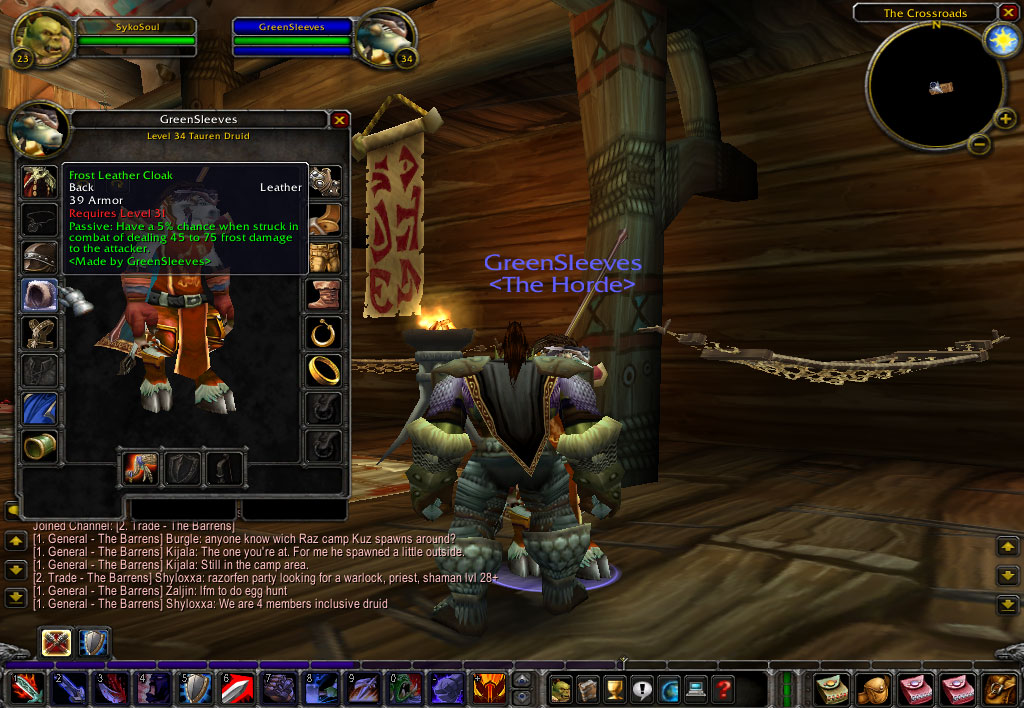 SykoSoul
23
GreenSleeves
34
The Crossroads
N
GreenSleeves
Level 34 Tauren Druid
Frost Leather Cloak
Back Leather
39 Armor
Requires Level 31
Passive: Have a 5% chance when struck in
combat of dealing 45 to 75 frost damage
to the attacker.
<Made by GreenSleeves>
GreenSleeves
<The Horde>
Joined Channel: [2. Trade - The Barrens]
[1. General - The Barrens] Burgle: anyone know wich Raz camp Kuz spawns around?
[1. General - The Barrens] Kijala: The one you're at. For me he spawned a little outside.
[1. General - The Barrens] Kijala: Still in the camp area.
[2. Trade - The Barrens] Shyloxxa: razorfen party looking for a warlock, priest, shaman lvl 28+
[1. General - The Barrens] Zaljin: lfm to do egg hunt
[1. General - The Barrens] Shyloxxa: We are 4 members inclusive druid
1 2 3 4 5 6 7 8 9 0 - +